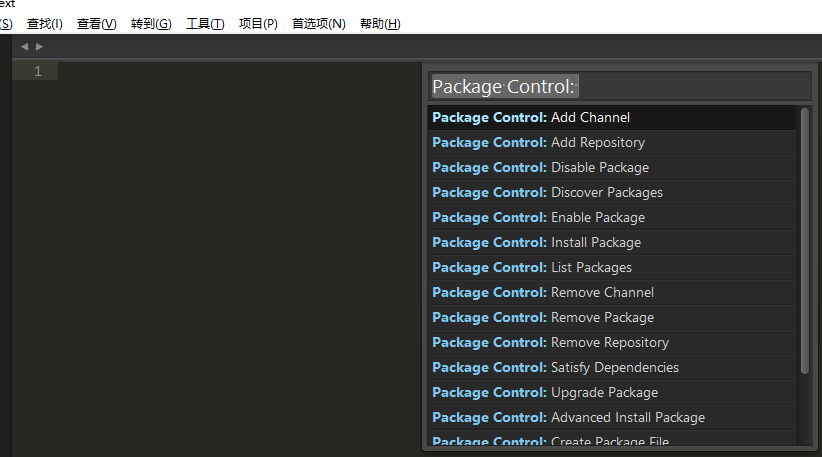 ext
(S) 查找(I) 查看(V) 转到(G) 工具(T) 项目(P) 首选项(N) 帮助(H)
1
Package Control:
Package Control: Add Channel
Package Control: Add Repository
Package Control: Disable Package
Package Control: Discover Packages
Package Control: Enable Package
Package Control: Install Package
Package Control: List Packages
Package Control: Remove Channel
Package Control: Remove Package
Package Control: Remove Repository
Package Control: Satisfy Dependencies
Package Control: Upgrade Package
Package Control: Advanced Install Package
Package Control: Create Package File